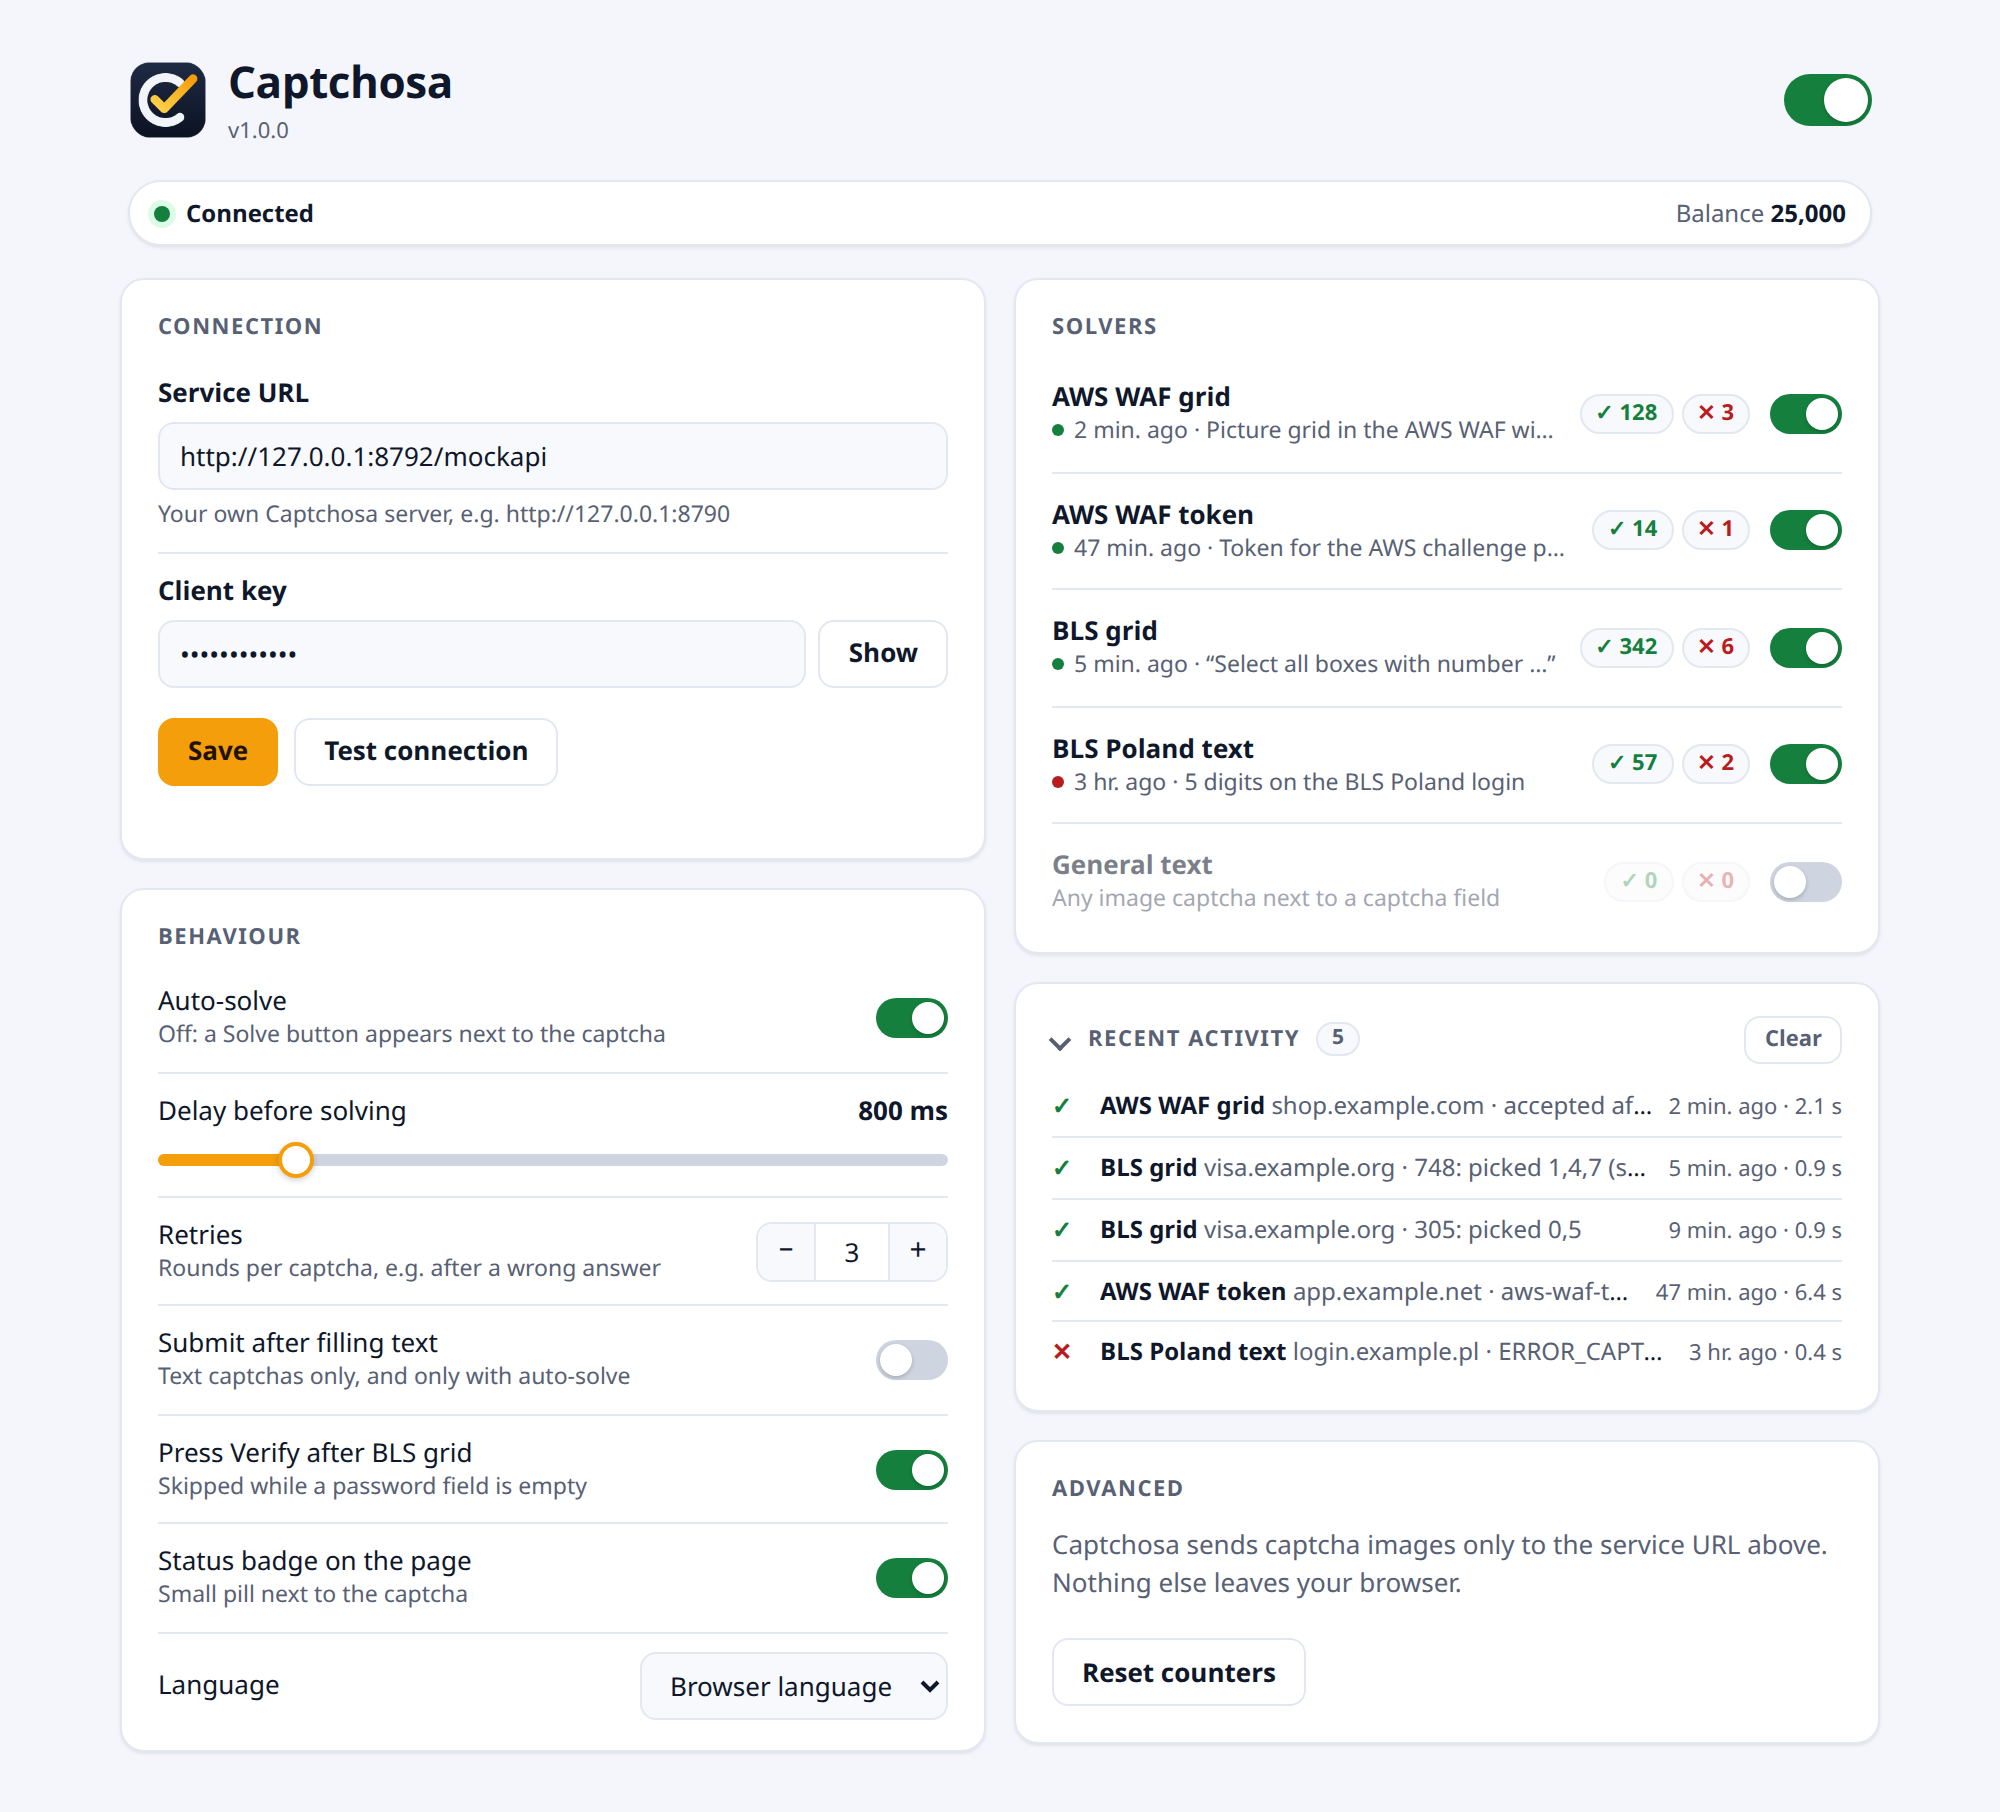 Captchosa
v1.0.0
Connected
Balance 25,000
CONNECTION
Service URL
http://127.0.0.1:8792/mockapi
Your own Captchosa server, e.g. http://127.0.0.1:8790
Client key
••••••••••••
Show
Save
Test connection
BEHAVIOUR
Auto-solve
Off: a Solve button appears next to the captcha
Delay before solving
800 ms
Retries
Rounds per captcha, e.g. after a wrong answer
− 3 +
Submit after filling text
Text captchas only, and only with auto-solve
Press Verify after BLS grid
Skipped while a password field is empty
Status badge on the page
Small pill next to the captcha
Language
Browser language
SOLVERS
AWS WAF grid
2 min. ago · Picture grid in the AWS WAF wi…
✓ 128 ✕ 3
AWS WAF token
47 min. ago · Token for the AWS challenge p…
✓ 14 ✕ 1
BLS grid
5 min. ago · “Select all boxes with number …”
✓ 342 ✕ 6
BLS Poland text
3 hr. ago · 5 digits on the BLS Poland login
✓ 57 ✕ 2
General text
Any image captcha next to a captcha field
✓ 0 ✕ 0
RECENT ACTIVITY 5
Clear
✓ AWS WAF grid shop.example.com · accepted af… 2 min. ago · 2.1 s
✓ BLS grid visa.example.org · 748: picked 1,4,7 (s… 5 min. ago · 0.9 s
✓ BLS grid visa.example.org · 305: picked 0,5 9 min. ago · 0.9 s
✓ AWS WAF token app.example.net · aws-waf-t… 47 min. ago · 6.4 s
✕ BLS Poland text login.example.pl · ERROR_CAPT… 3 hr. ago · 0.4 s
ADVANCED
Captchosa sends captcha images only to the service URL above.
Nothing else leaves your browser.
Reset counters